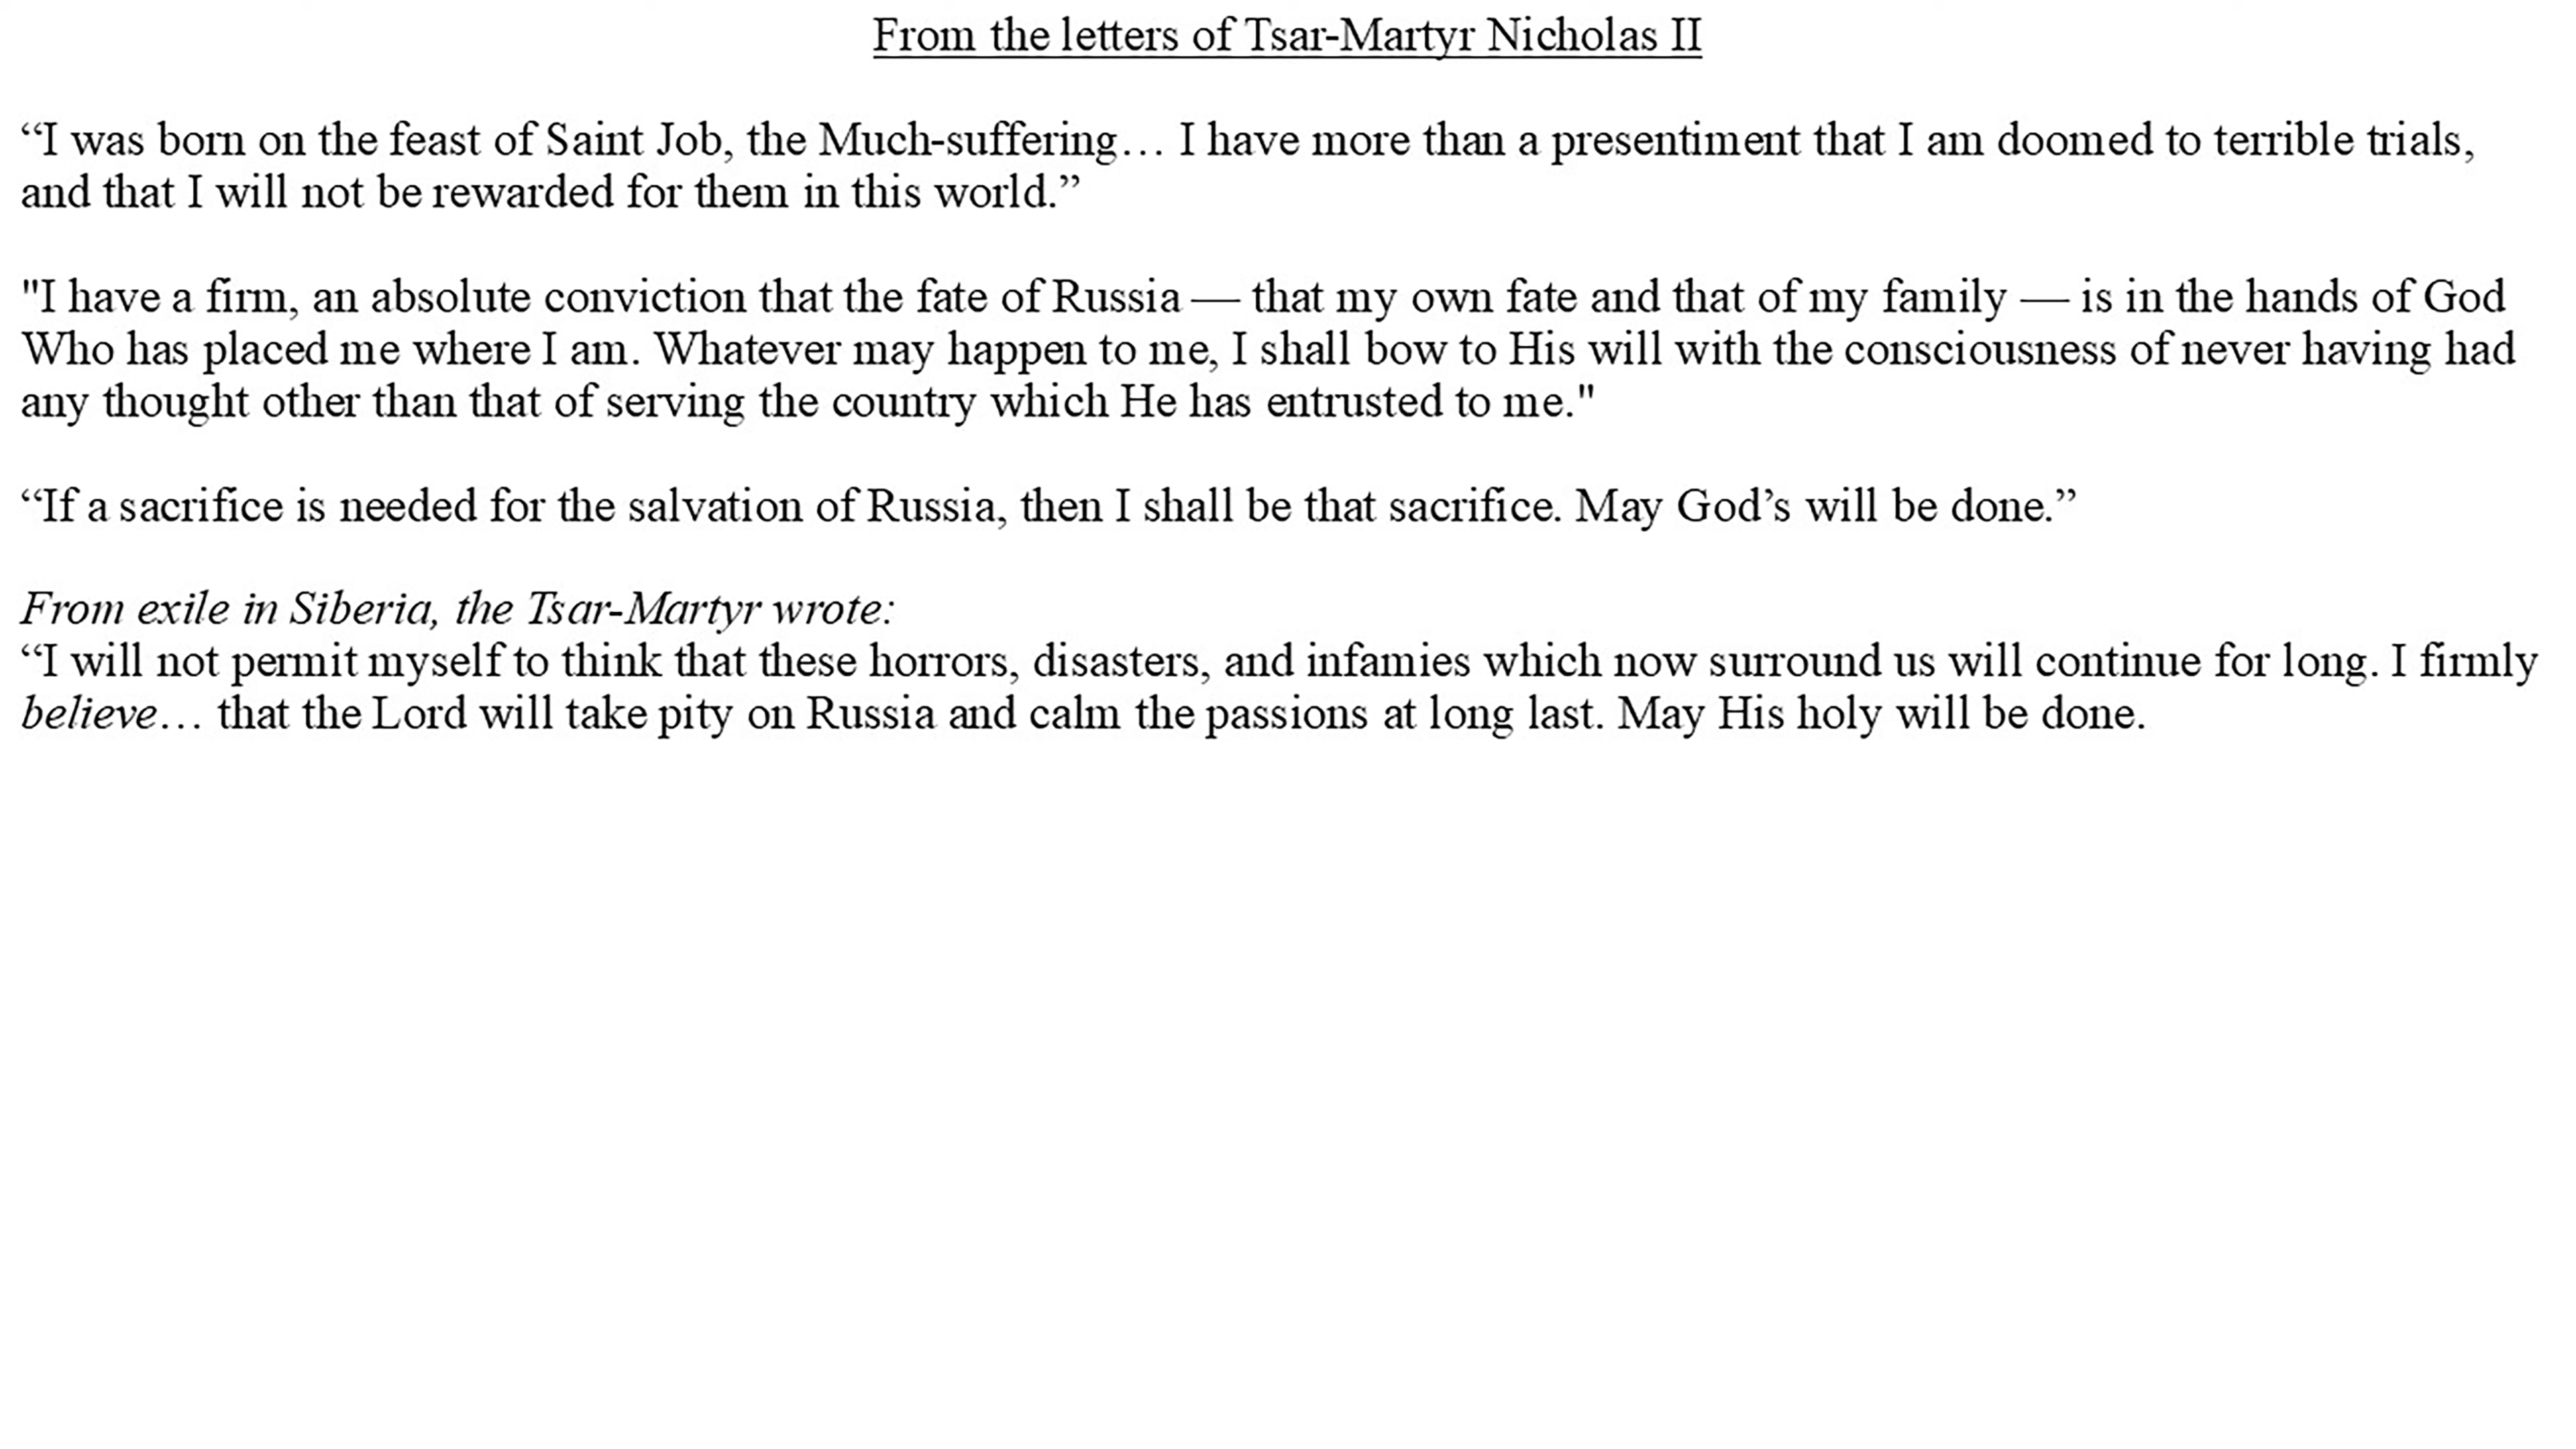 From the letters of Tsar-Martyr Nicholas II
“I was born on the feast of Saint Job, the Much-suffering… I have more than a presentiment that I am doomed to terrible trials,
and that I will not be rewarded for them in this world.”
"I have a firm, an absolute conviction that the fate of Russia — that my own fate and that of my family — is in the hands of God
Who has placed me where I am. Whatever may happen to me, I shall bow to His will with the consciousness of never having had
any thought other than that of serving the country which He has entrusted to me."
“If a sacrifice is needed for the salvation of Russia, then I shall be that sacrifice. May God’s will be done.”
From exile in Siberia, the Tsar-Martyr wrote:
“I will not permit myself to think that these horrors, disasters, and infamies which now surround us will continue for long. I firmly
believe… that the Lord will take pity on Russia and calm the passions at long last. May His holy will be done.